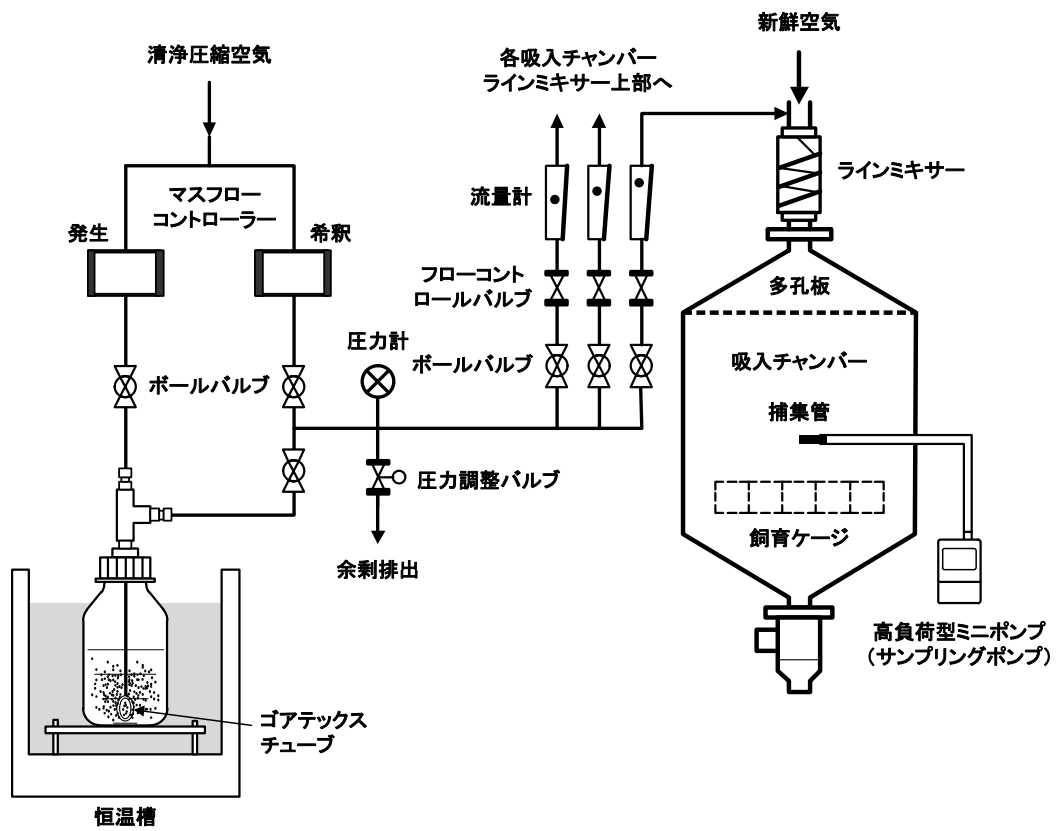 新鮮空気
清浄圧縮空気
各吸入チャンバー
ラインミキサー上部へ
ラインミキサー
マスフロー
コントローラー
流量計
発生
希釈
フローコント
ロールバルブ
多孔板
圧力計
ボールバルブ
吸入チャンバー
ボールバルブ
捕集管
圧力調整バルブ
飼育ケージ
余剰排出
高負荷型ミニポンプ
(サンプリングポンプ)
ゴアテックス
チューブ
恒温槽